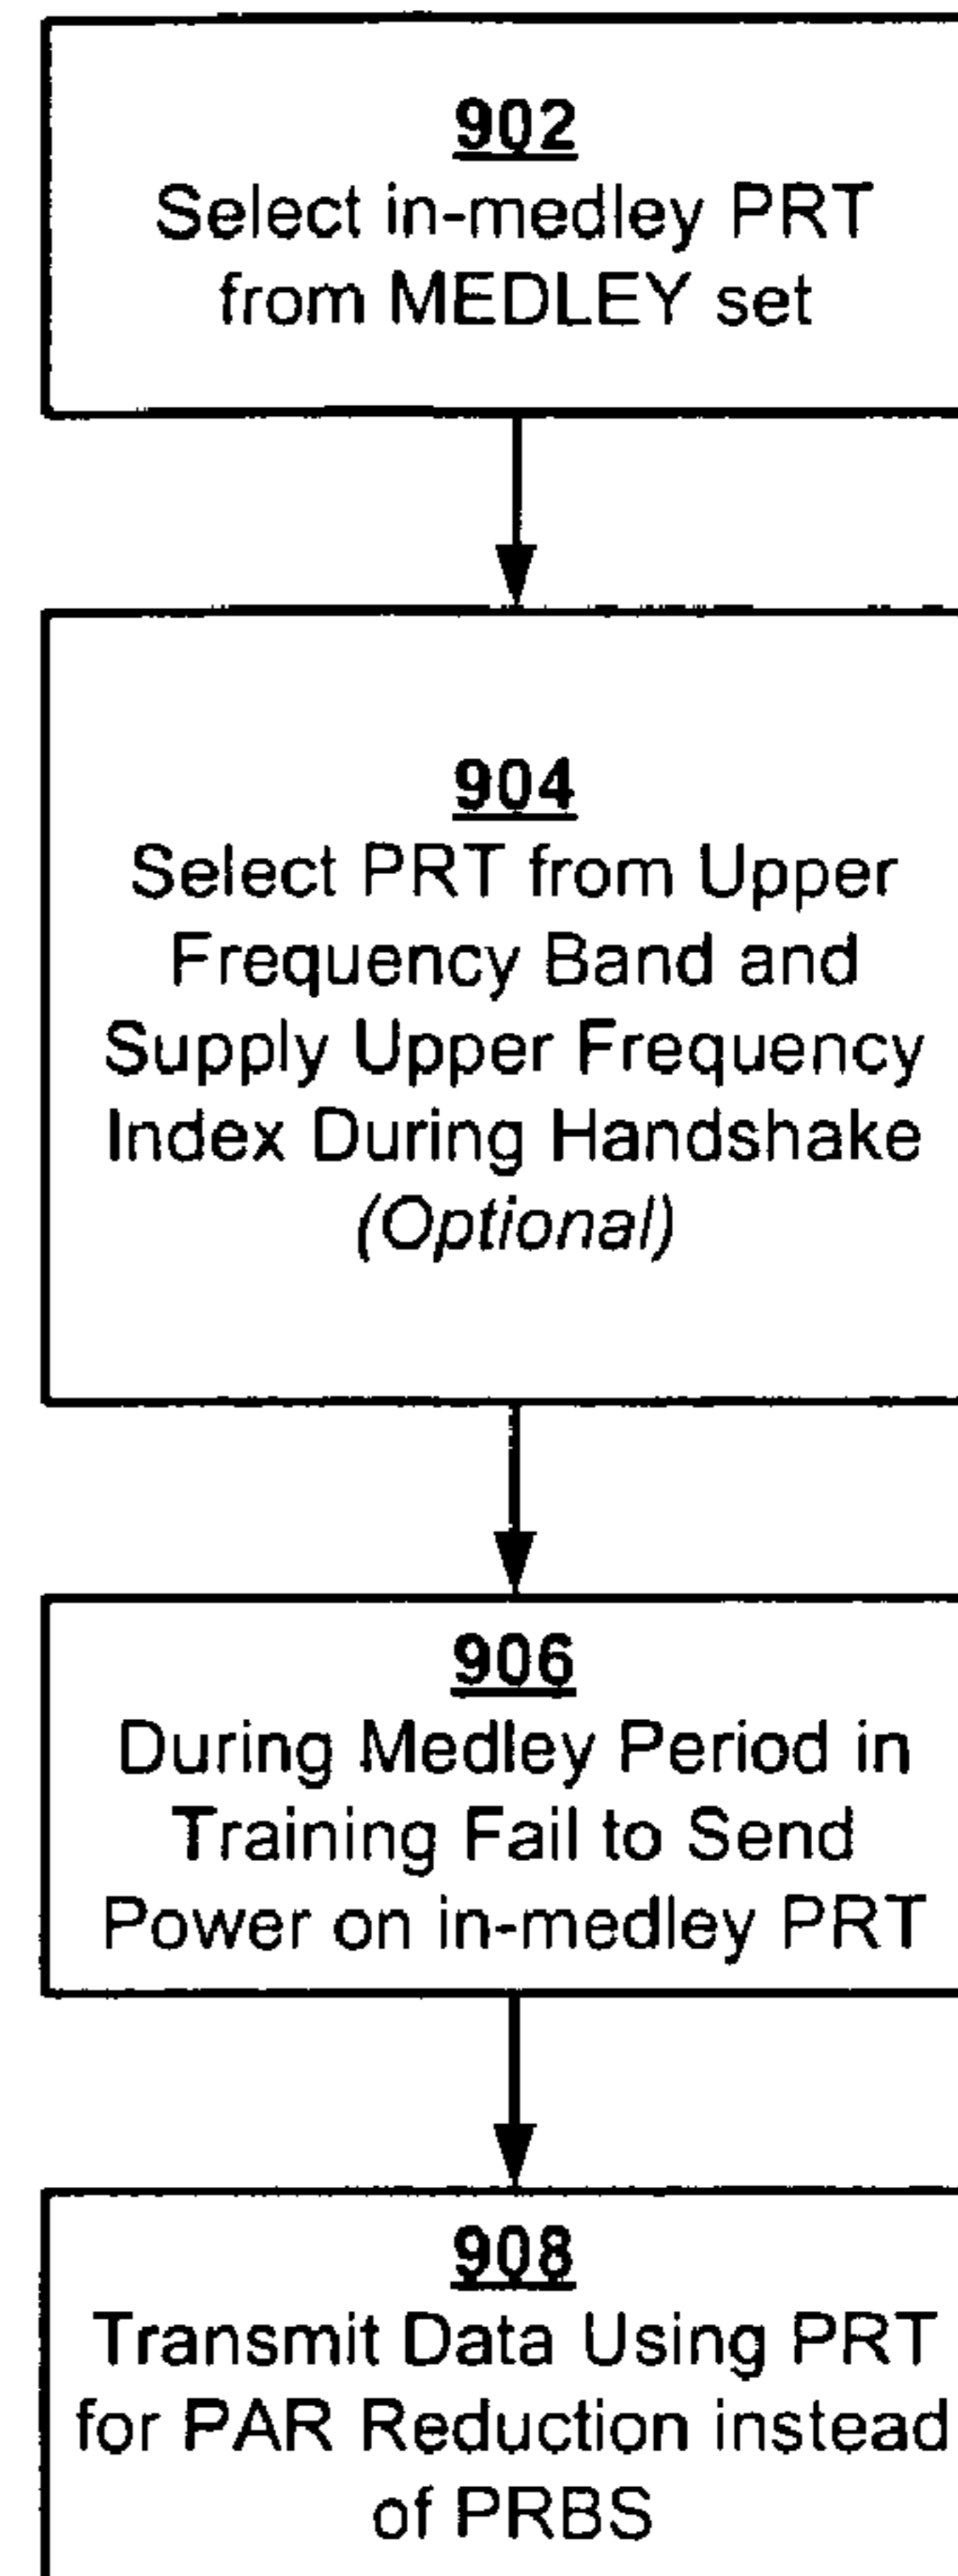 902
Select in-medley PRT
from MEDLEY set
904
Select PRT from Upper
Frequency Band and
Supply Upper Frequency
Index During Handshake
(Optional)
906
During Medley Period in
Training Fail to Send
Power on in-medley PRT
908
Transmit Data Using PRT
for PAR Reduction instead
of PRBS